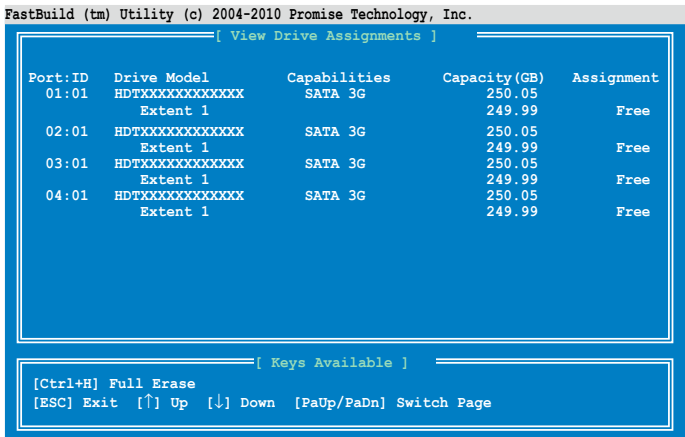 FastBuild (tm) Utility (c) 2004-2010 Promise Technology, Inc.
[ View Drive Assignments ]
Port:ID Drive Model Capabilities Capacity(GB) Assignment
01:01 HDTXXXXXXXXXXXX SATA 3G 250.05
Extent 1 249.99 Free
02:01 HDTXXXXXXXXXXXX SATA 3G 250.05
Extent 1 249.99 Free
03:01 HDTXXXXXXXXXXXX SATA 3G 250.05
Extent 1 249.99 Free
04:01 HDTXXXXXXXXXXXX SATA 3G 250.05
Extent 1 249.99 Free
[ Keys Available ]
[Ctrl+H] Full Erase
[ESC] Exit [↑] Up [↓] Down [PaUp/PaDn] Switch Page